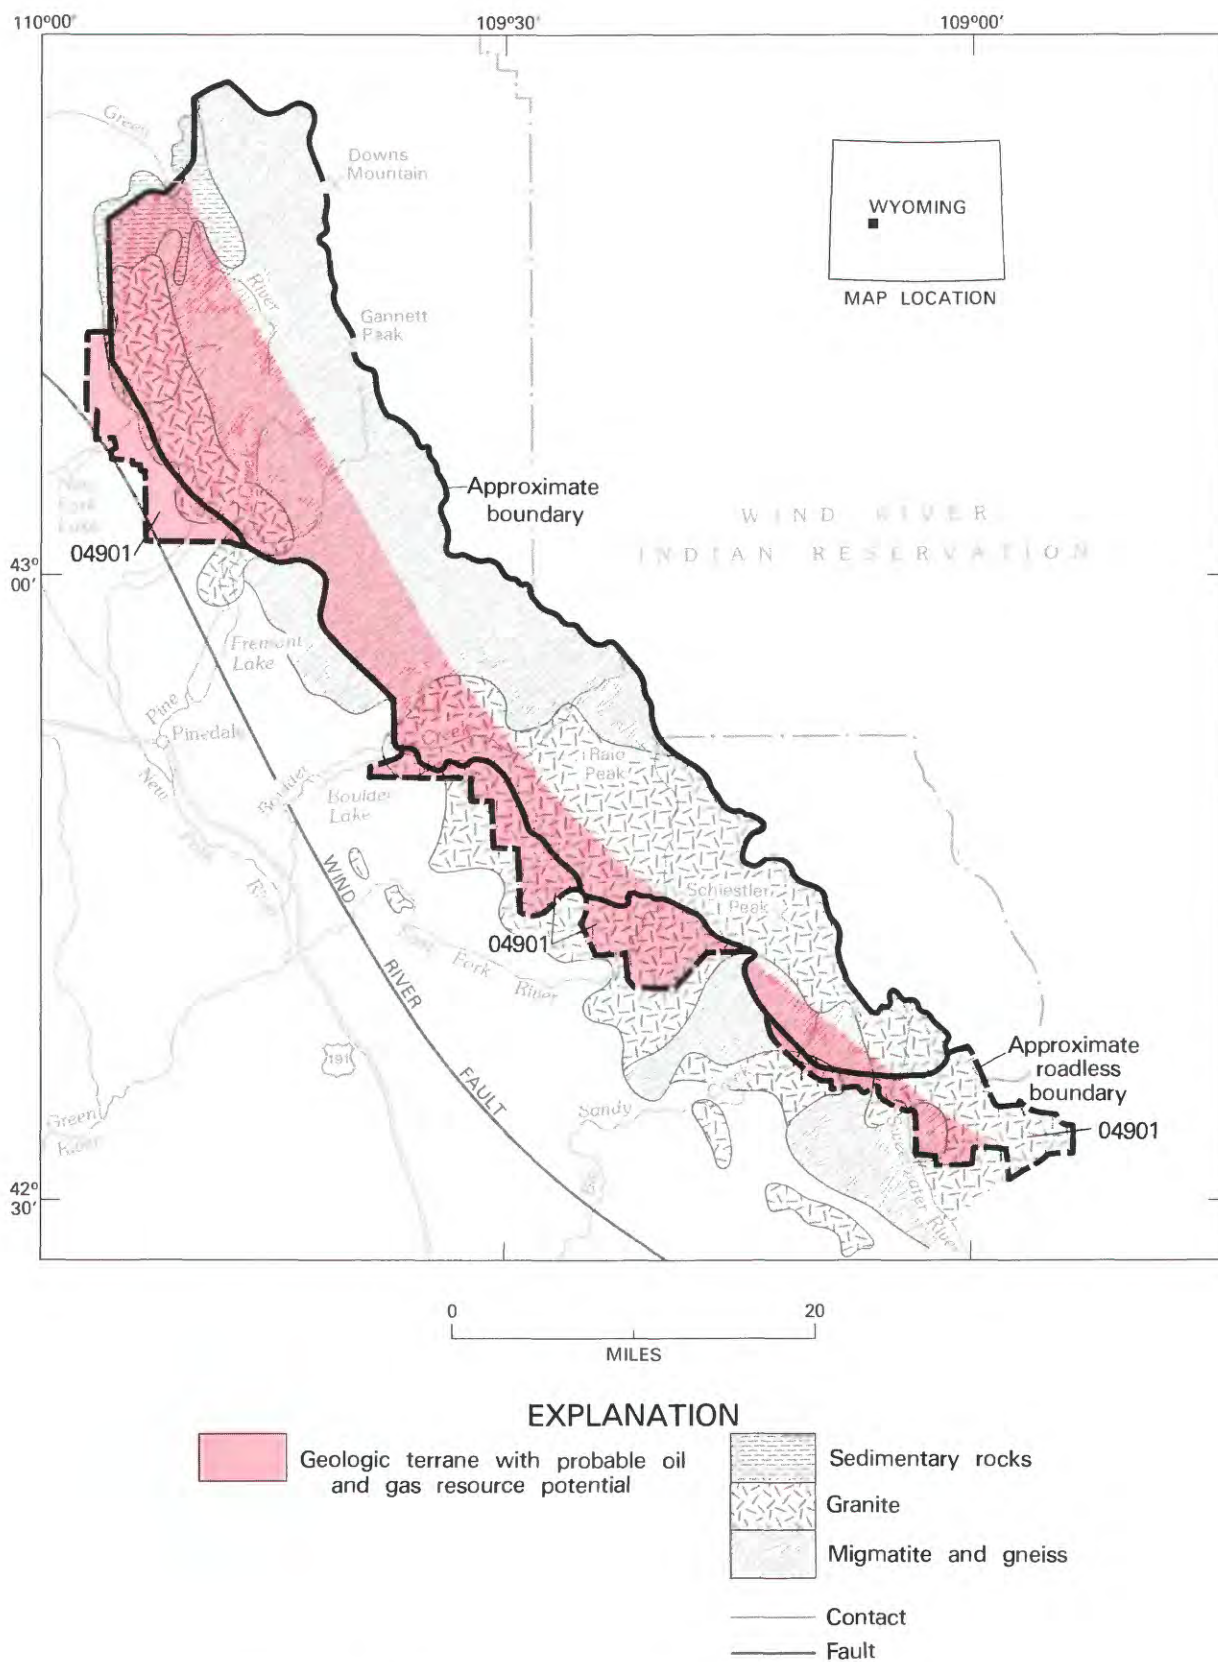 110°00'
109°30'
109°00'
Green
Downs
Mountain
WYOMING
MAP LOCATION
River
Gannett
Peak
Approximate
boundary
WIND RIVER
INDIAN RESERVATION
New
Fork
Lake
04901
43°
00'
Fremont
Lake
Pine
Creek
Pinedale
Raid
Peak
Boulder
Boulder
Lake
New
Fork
River
WIND
RIVER
FAULT
Schiestler
Peak
04901
East
Fork
River
191
Approximate
roadless
boundary
Green
River
Sandy
04901
Sweetwater River
Big
42°
30'
0
20
MILES
EXPLANATION
Geologic terrane with probable oil
and gas resource potential
Sedimentary rocks
Granite
Migmatite and gneiss
Contact
Fault